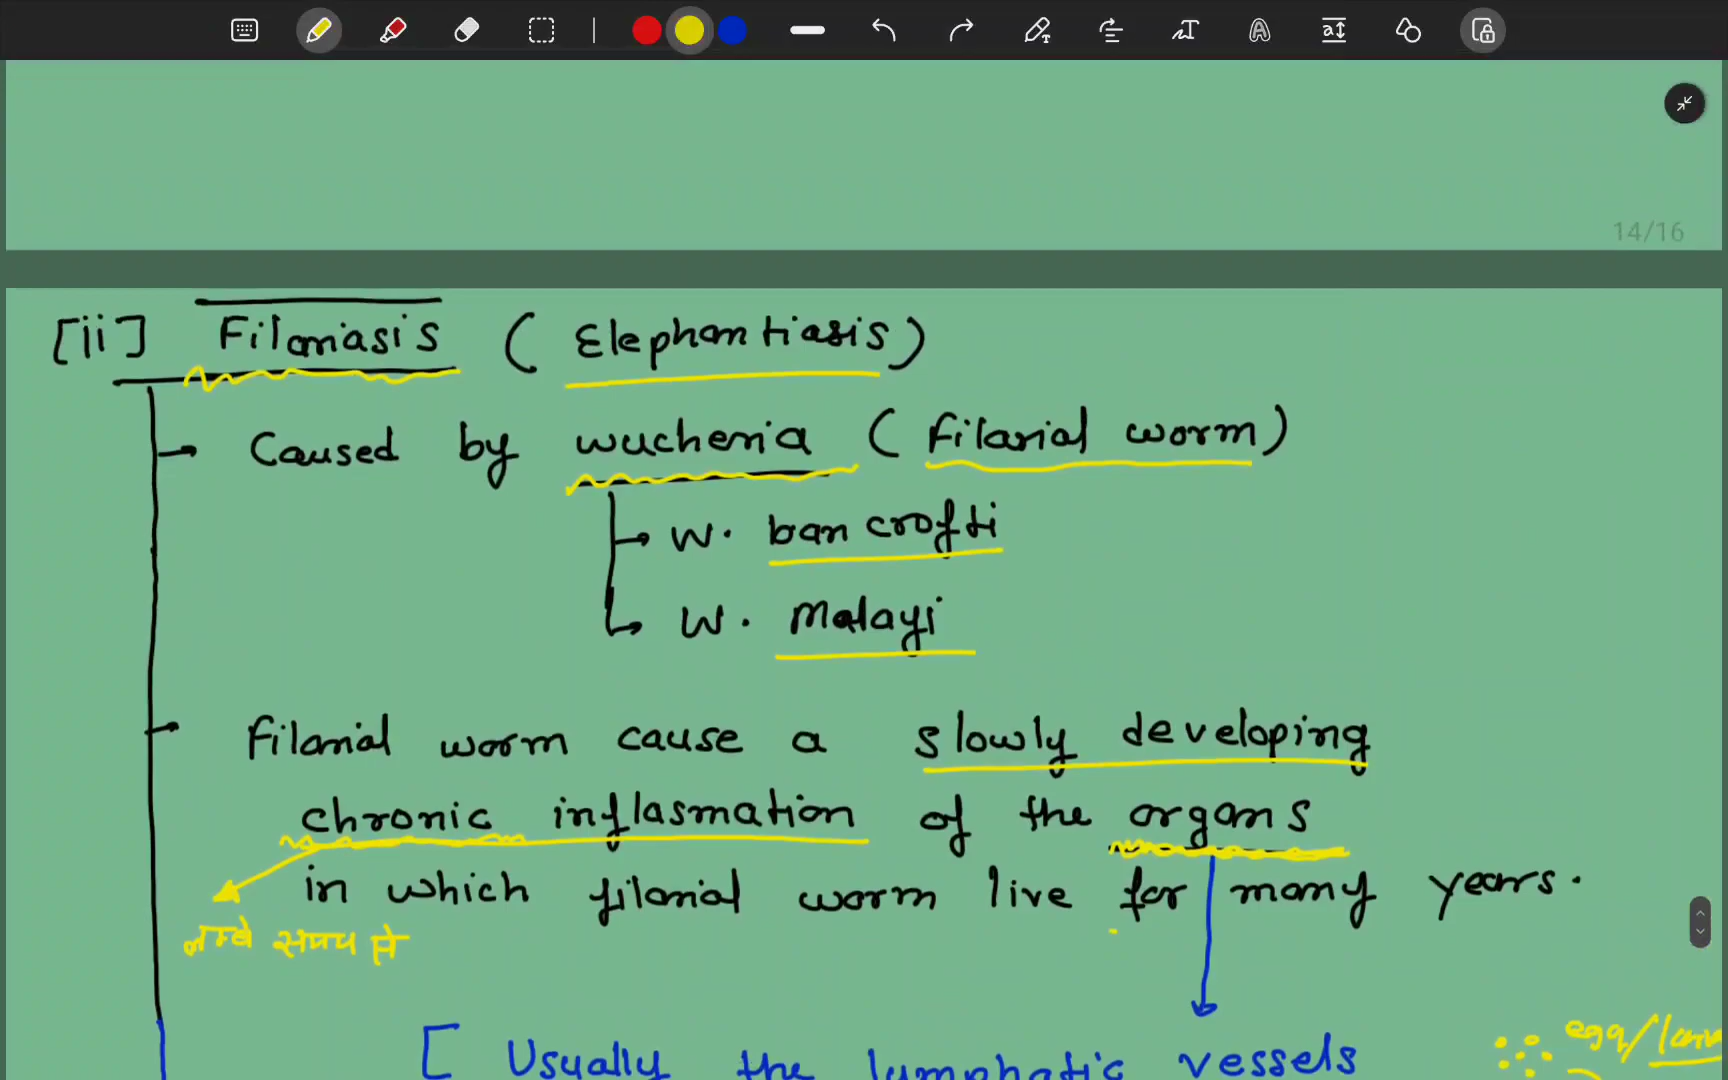 14/16
[ii] Filariasis (Elephantiasis)
→ Caused by wucheria (filarial worm)
→ W. bancrofti
→ W. Malayi
→ filarial worm cause a slowly developing
chronic inflasmation of the organs
in which filarial worm live for many years.
लम्बे समय से
[ Usually the lymphatic vessels
egg/larva